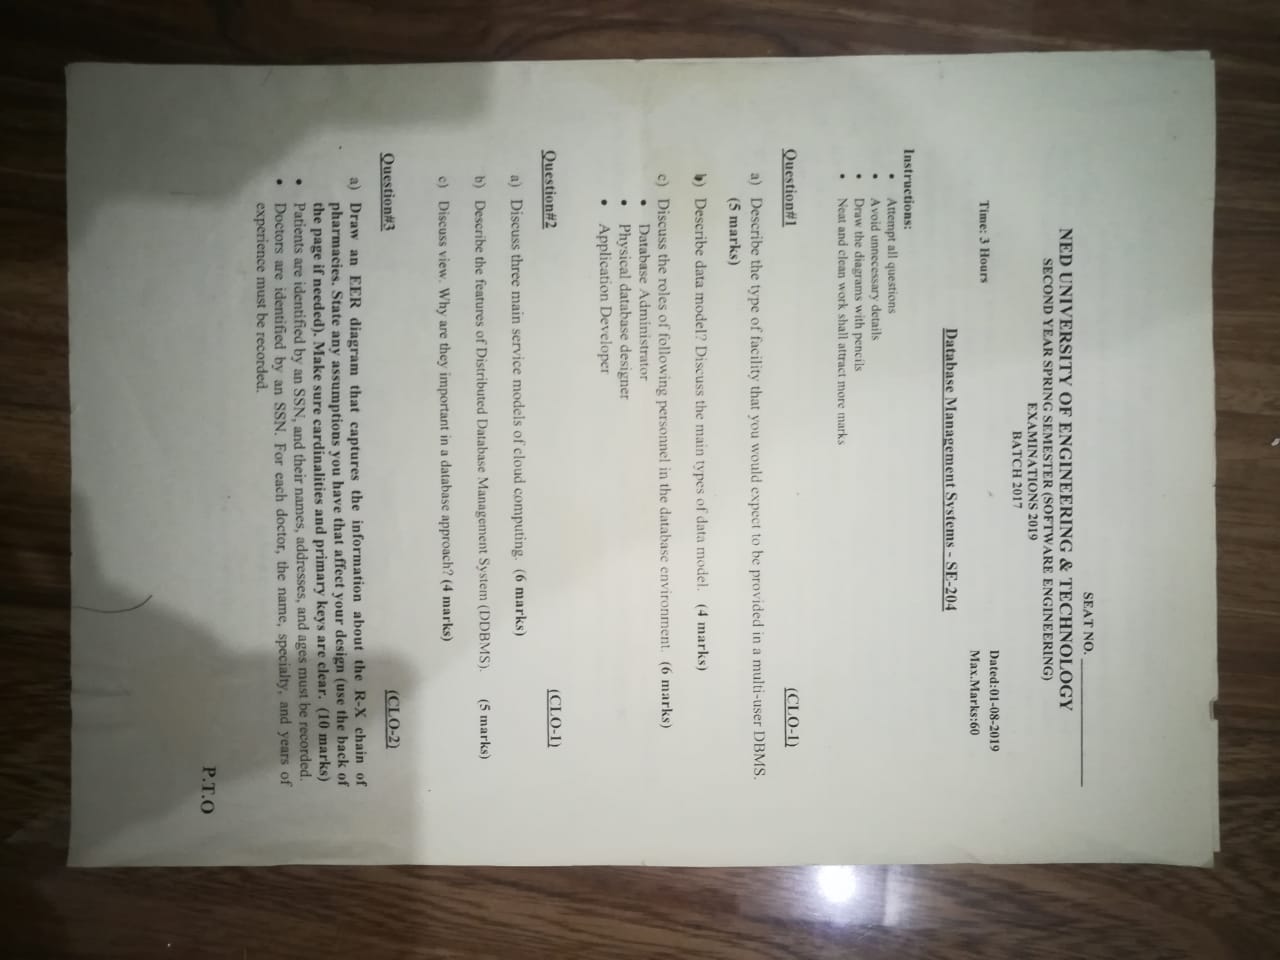 SEAT NO. ________________
NED UNIVERSITY OF ENGINEERING & TECHNOLOGY
SECOND YEAR SPRING SEMESTER (SOFTWARE ENGINEERING)
EXAMINATIONS 2019
BATCH 2017
Dated:01-08-2019
Time: 3 Hours
Max.Marks:60
Database Management Systems - SE-204
Instructions:
• Attempt all questions
• Avoid unnecessary details
• Draw the diagrams with pencils
• Neat and clean work shall attract more marks
Question#1 (CLO-1)
a) Describe the type of facility that you would expect to be provided in a multi-user DBMS.
(5 marks)
b) Describe data model? Discuss the main types of data model. (4 marks)
c) Discuss the roles of following personnel in the database environment. (6 marks)
• Database Administrator
• Physical database designer
• Application Developer
Question#2 (CLO-1)
a) Discuss three main service models of cloud computing. (6 marks)
b) Describe the features of Distributed Database Management System (DDBMS). (5 marks)
c) Discuss view. Why are they important in a database approach? (4 marks)
Question#3 (CLO-2)
a) Draw an EER diagram that captures the information about the R-X chain of
pharmacies. State any assumptions you have that affect your design (use the back of
the page if needed). Make sure cardinalities and primary keys are clear. (10 marks)
• Patients are identified by an SSN, and their names, addresses, and ages must be recorded.
• Doctors are identified by an SSN. For each doctor, the name, specialty, and years of
experience must be recorded.
P.T.O